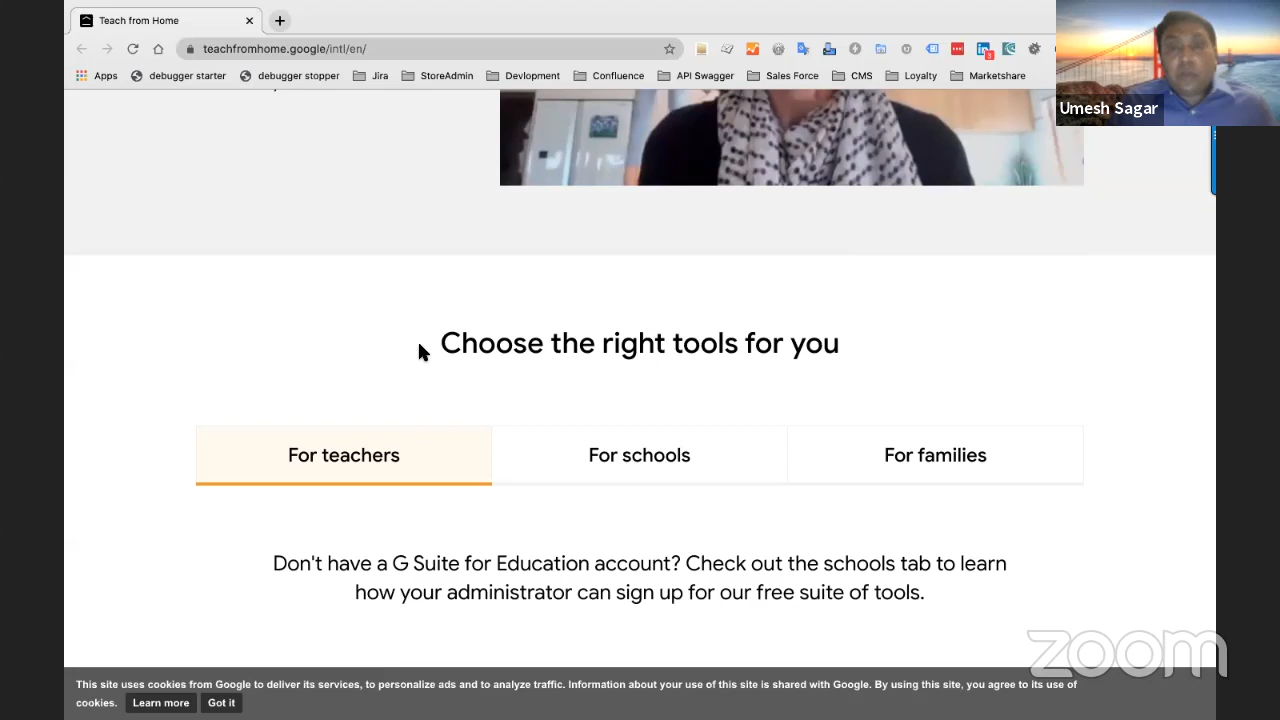 Teach from Home
teachfromhome.google/intl/en/
Apps debugger starter debugger stopper Jira StoreAdmin Devlopment Confluence API Swagger Sales Force CMS Loyalty Marketshare
Umesh Sagar
Choose the right tools for you
For teachers For schools For families
Don't have a G Suite for Education account? Check out the schools tab to learn
how your administrator can sign up for our free suite of tools.
zoom
This site uses cookies from Google to deliver its services, to personalize ads and to analyze traffic. Information about your use of this site is shared with Google. By using this site, you agree to its use of
cookies. Learn more Got it